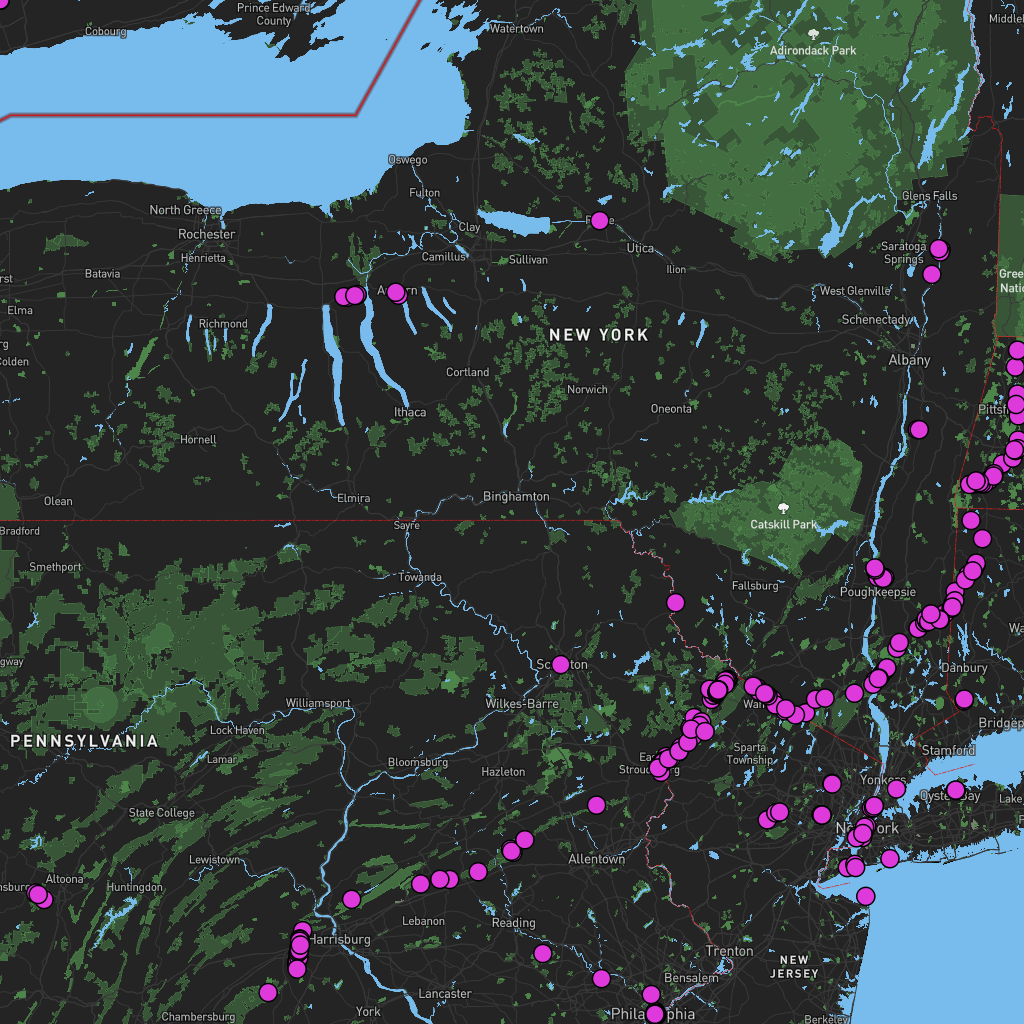 Prince Edward
County
Cobourg
Watertown
Adirondack Park
Oswego
Fulton
Glens Falls
North Greece
Clay
Rochester
Utica
Saratoga
Springs
Henrietta
Camillus
Sullivan
Ilion
Batavia
Elma
West Glenville
Richmond
Schenectady
NEW YORK
Albany
Cortland
Norwich
Oneonta
Ithaca
Hornell
Olean
Elmira
Binghamton
Sayre
Catskill Park
Bradford
Smethport
Towanda
Fallsburg
Poughkeepsie
Danbury
Williamsport
Wilkes-Barre
Lock Haven
PENNSYLVANIA
Lamar
Bloomsburg
Hazleton
Sparta
Township
Stamford
Yonkers
State College
Allentown
Lewistown
Altoona
Huntingdon
Lebanon
Reading
Harrisburg
Trenton
NEW
JERSEY
Bensalem
Lancaster
York
Chambersburg
Berkeley